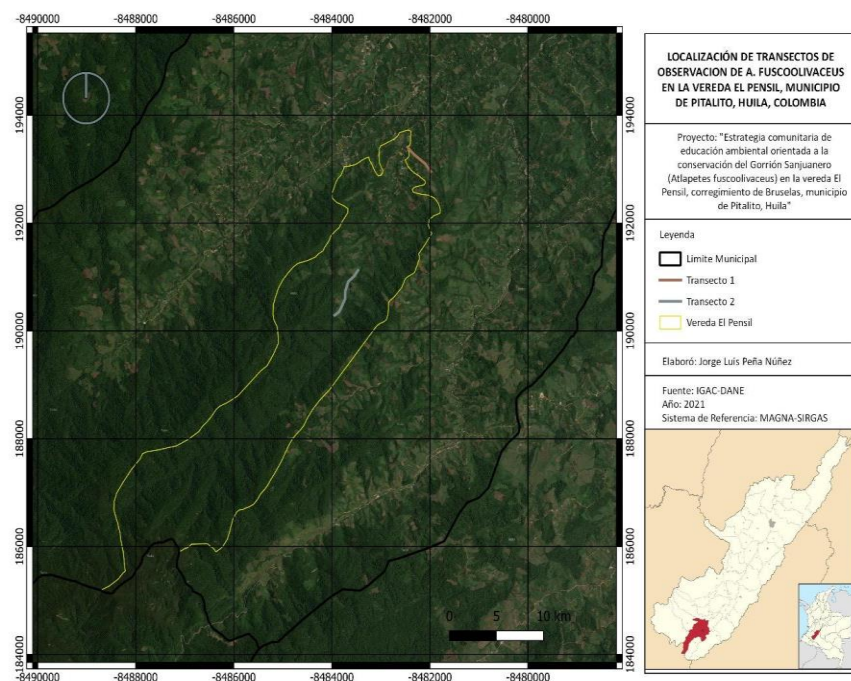 -8490000 -8488000 -8486000 -8484000 -8482000 -8480000
194000 194000
192000 192000
190000 190000
188000 188000
186000 186000
184000 184000
0 5 10 km
-8490000 -8488000 -8486000 -8484000 -8482000 -8480000
LOCALIZACIÓN DE TRANSECTOS DE
OBSERVACION DE A. FUSCOOLIVACEUS
EN LA VEREDA EL PENSIL, MUNICIPIO
DE PITALITO, HUILA, COLOMBIA
Proyecto: "Estrategia comunitaria de
educación ambiental orientada a la
conservación del Gorrión Sanjuanero
(Atlapetes fuscoolivaceus) en la vereda El
Pensil, corregimiento de Bruselas, municipio
de Pitalito, Huila"
Leyenda
Limite Municipal
Transecto 1
Transecto 2
Vereda El Pensil
Elaboró: Jorge Luis Peña Núñez
Fuente: IGAC-DANE
Año: 2021
Sistema de Referencia: MAGNA-SIRGAS